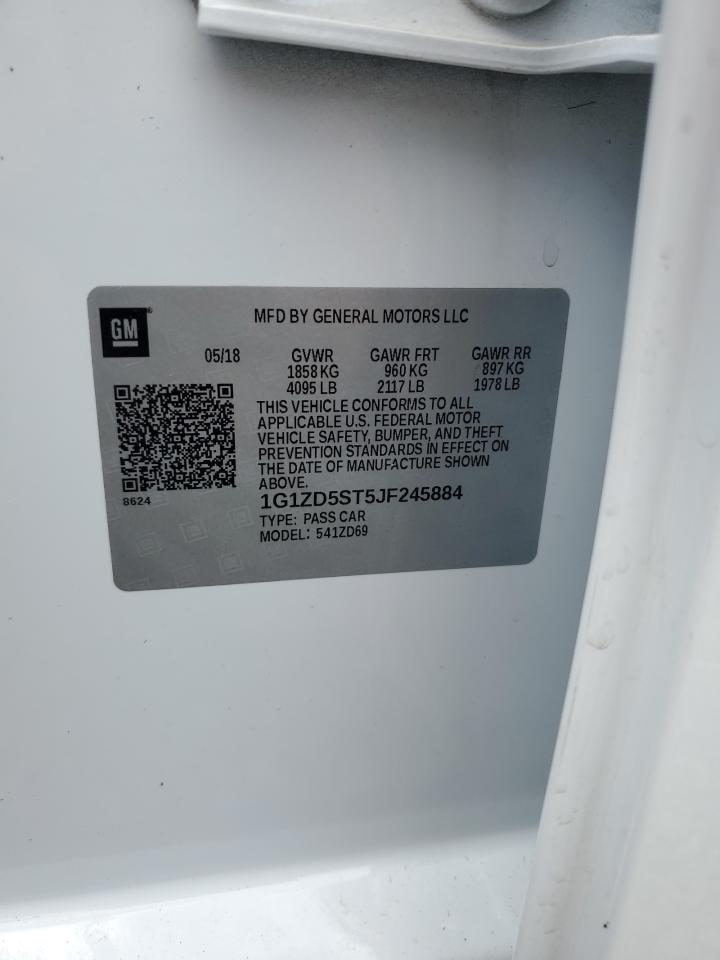 GM®
MFD BY GENERAL MOTORS LLC
05/18 GVWR GAWR FRT GAWR RR
1858 KG 960 KG 897 KG
4095 LB 2117 LB 1978 LB
THIS VEHICLE CONFORMS TO ALL
APPLICABLE U.S. FEDERAL MOTOR
VEHICLE SAFETY, BUMPER, AND THEFT
PREVENTION STANDARDS IN EFFECT ON
THE DATE OF MANUFACTURE SHOWN
ABOVE.
8624
1G1ZD5ST5JF245884
TYPE: PASS CAR
MODEL: 541ZD69